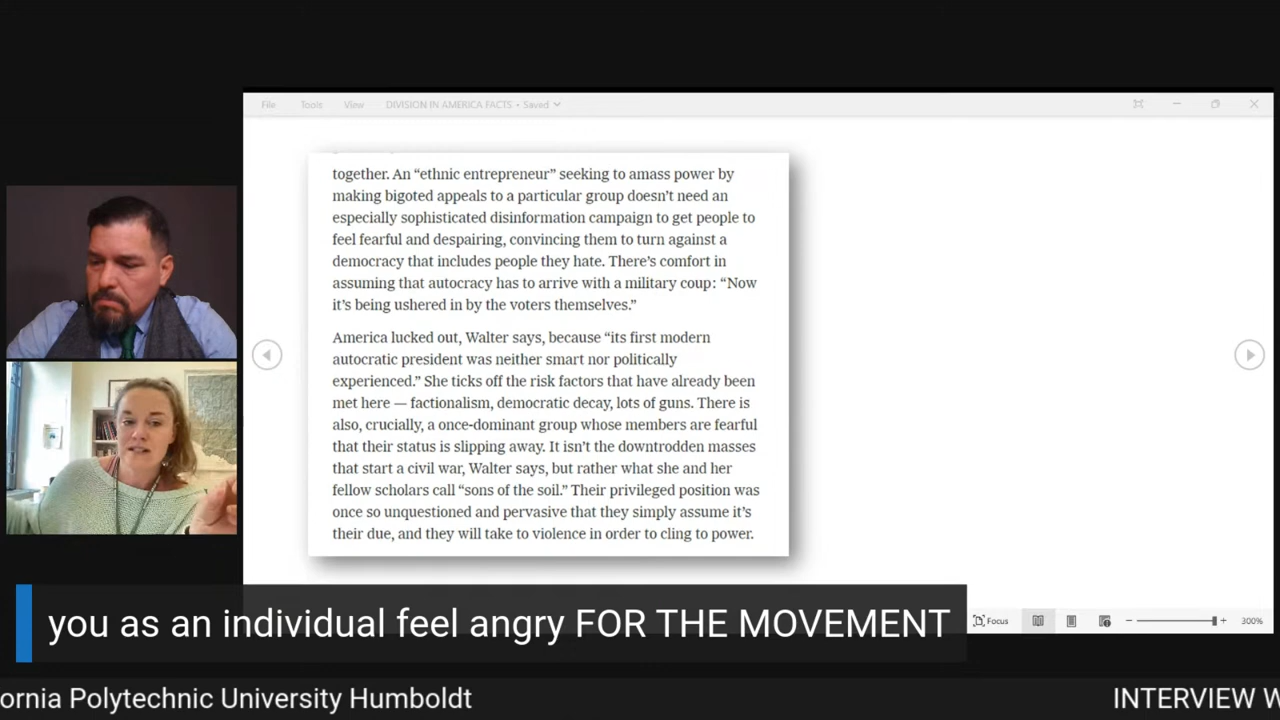 File Tools View DIVISION IN AMERICA FACTS • Saved
together. An “ethnic entrepreneur” seeking to amass power by
making bigoted appeals to a particular group doesn’t need an
especially sophisticated disinformation campaign to get people to
feel fearful and despairing, convincing them to turn against a
democracy that includes people they hate. There’s comfort in
assuming that autocracy has to arrive with a military coup: “Now
it’s being ushered in by the voters themselves.”
America lucked out, Walter says, because “its first modern
autocratic president was neither smart nor politically
experienced.” She ticks off the risk factors that have already been
met here — factionalism, democratic decay, lots of guns. There is
also, crucially, a once-dominant group whose members are fearful
that their status is slipping away. It isn’t the downtrodden masses
that start a civil war, Walter says, but rather what she and her
fellow scholars call “sons of the soil.” Their privileged position was
once so unquestioned and pervasive that they simply assume it’s
their due, and they will take to violence in order to cling to power.
Focus 300%
you as an individual feel angry FOR THE MOVEMENT
ornia Polytechnic University Humboldt INTERVIEW W